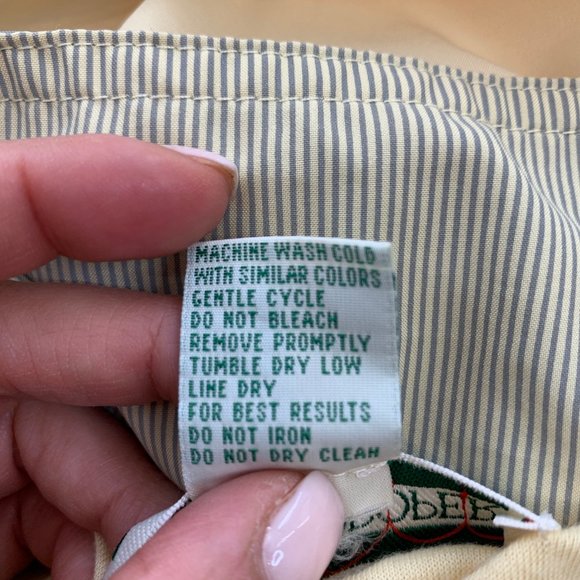 MACHINE WASH COLD
WITH SIMILAR COLORS
GENTLE CYCLE
DO NOT BLEACH
REMOVE PROMPTLY
TUMBLE DRY LOW
LINE DRY
FOR BEST RESULTS
DO NOT IRON
DO NOT DRY CLEAN